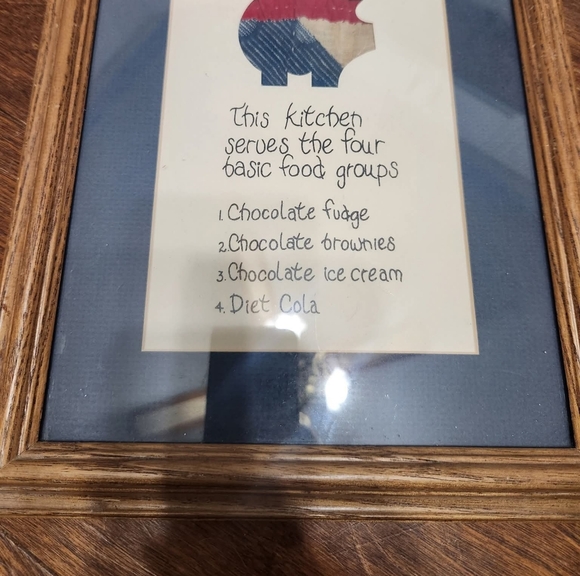 This kitchen
serves the four
basic food groups
1. Chocolate fudge
2. Chocolate brownies
3. Chocolate ice cream
4. Diet Cola